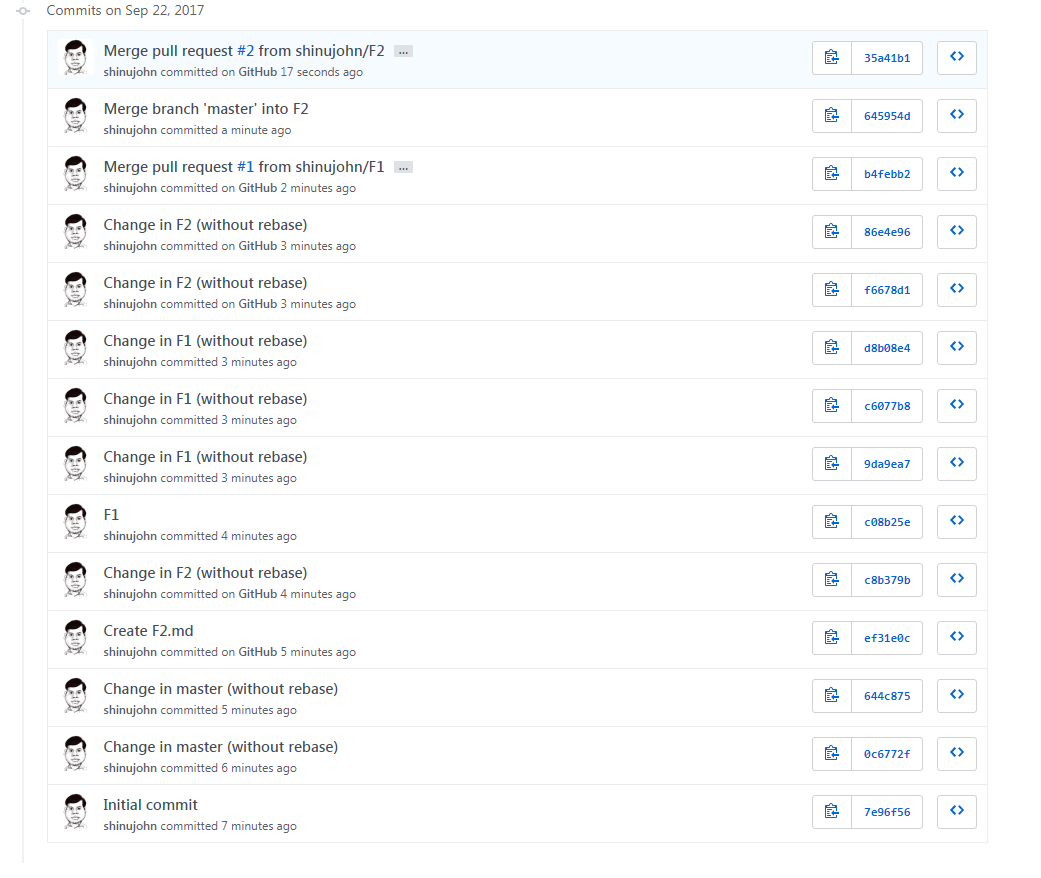 Commits on Sep 22, 2017
Merge pull request #2 from shinujohn/F2 …
shinujohn committed on GitHub 17 seconds ago
35a41b1
Merge branch 'master' into F2
shinujohn committed a minute ago
645954d
Merge pull request #1 from shinujohn/F1 …
shinujohn committed on GitHub 2 minutes ago
b4febb2
Change in F2 (without rebase)
shinujohn committed on GitHub 3 minutes ago
86e4e96
Change in F2 (without rebase)
shinujohn committed on GitHub 3 minutes ago
f6678d1
Change in F1 (without rebase)
shinujohn committed 3 minutes ago
d8b08e4
Change in F1 (without rebase)
shinujohn committed 3 minutes ago
c6077b8
Change in F1 (without rebase)
shinujohn committed 3 minutes ago
9da9ea7
F1
shinujohn committed 4 minutes ago
c08b25e
Change in F2 (without rebase)
shinujohn committed on GitHub 4 minutes ago
c8b379b
Create F2.md
shinujohn committed on GitHub 5 minutes ago
ef31e0c
Change in master (without rebase)
shinujohn committed 5 minutes ago
644c875
Change in master (without rebase)
shinujohn committed 6 minutes ago
0c6772f
Initial commit
shinujohn committed 7 minutes ago
7e96f56